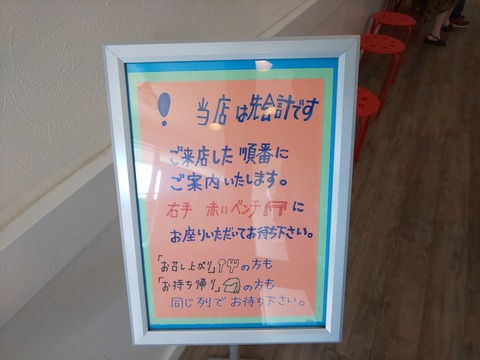 ! 当店は先会計です
ご来店した順番に
ご案内いたします。
右手 赤いベンチに
お座りいただいてお待ち下さい。
「お召し上がり」の方も
「お持ち帰り」の方も
同じ列でお待ち下さい。